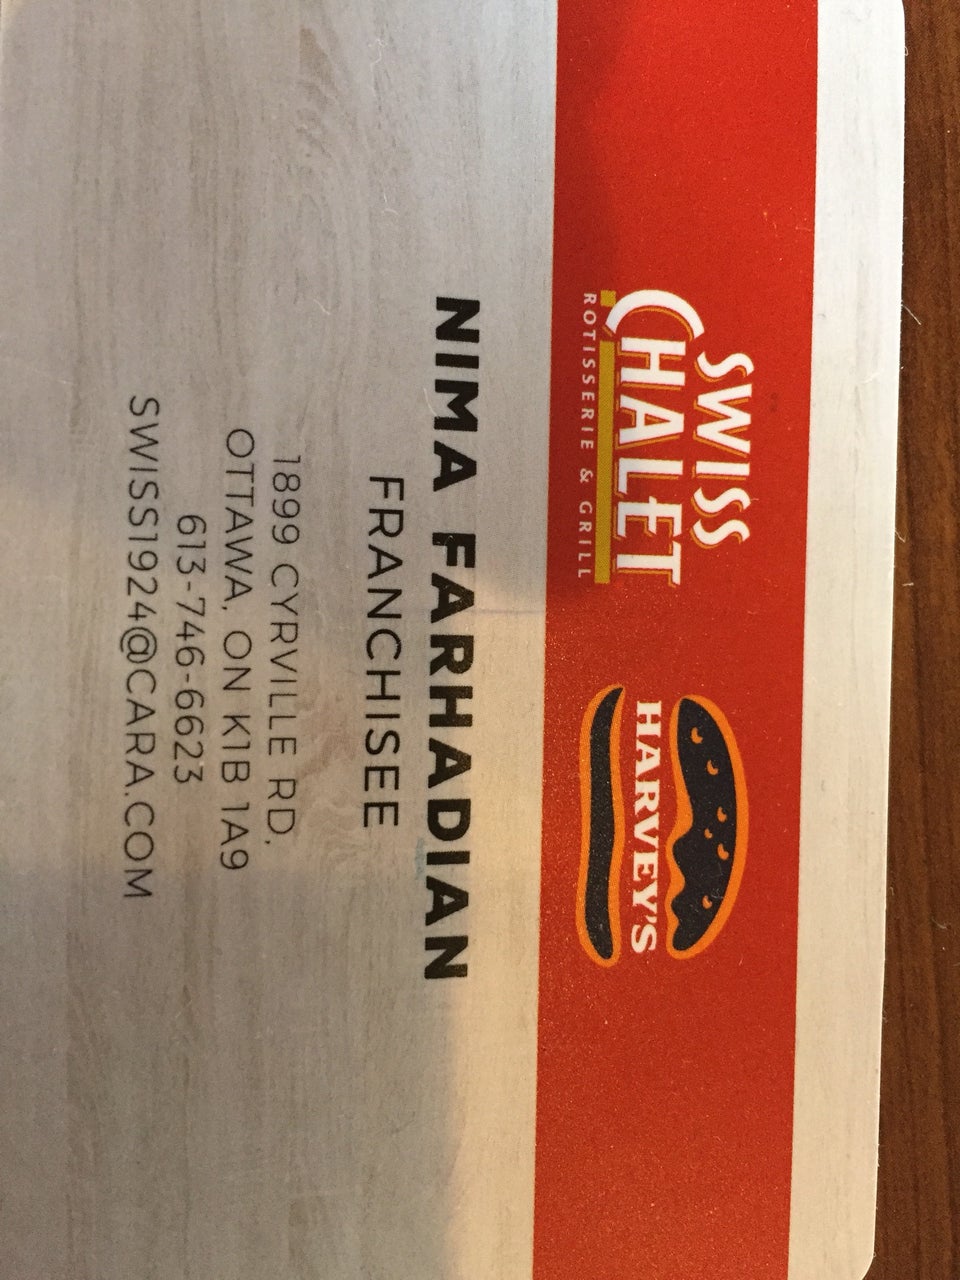 SWISS
CHALET
ROTISSERIE & GRILL
HARVEY'S
NIMA FARHADIAN
FRANCHISEE
1899 CYRVILLE RD,
OTTAWA, ON K1B 1A9
613-746-6623
SWISS1924@CARA.COM